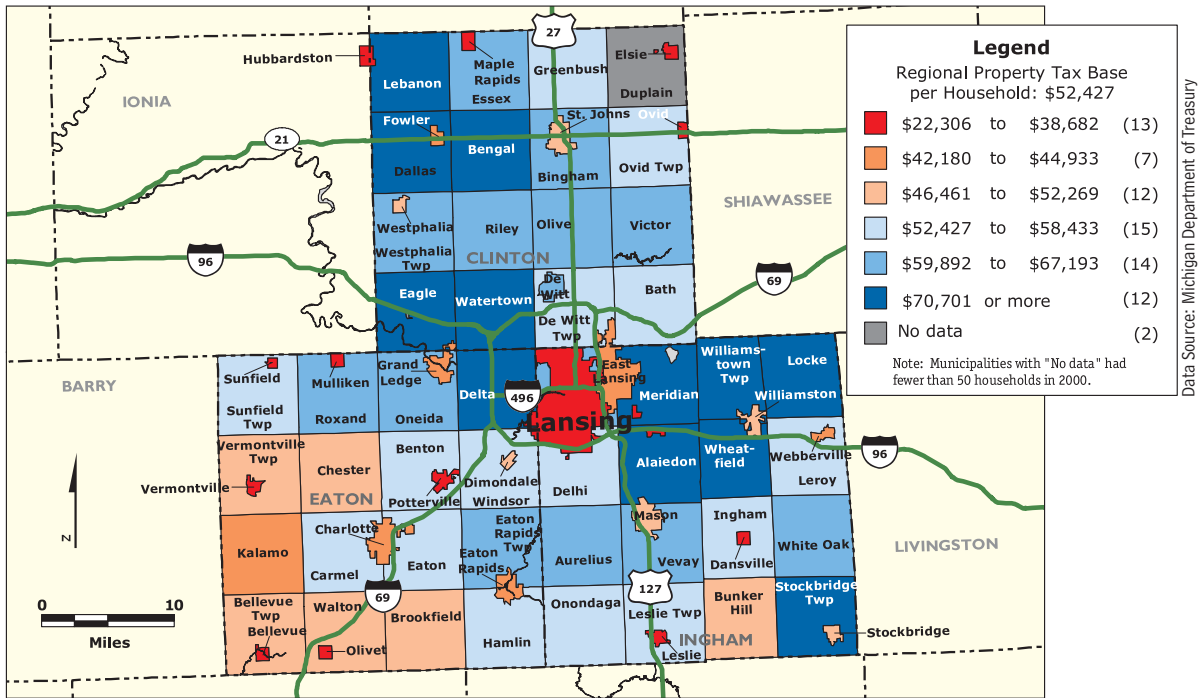 27
Legend
Regional Property Tax Base
per Household: $52,427
$22,306 to $38,682 (13)
$42,180 to $44,933 (7)
$46,461 to $52,269 (12)
$52,427 to $58,433 (15)
$59,892 to $67,193 (14)
$70,701 or more (12)
No data (2)
Note: Municipalities with "No data" had
fewer than 50 households in 2000.
Data Source: Michigan Department of Treasury
Hubbardston
Lebanon
Maple
Rapids
Essex
Greenbush
Elsie
Duplain
IONIA
21
Fowler
Dallas
Bengal
St. Johns
Bingham
Ovid
Ovid Twp
SHIAWASSEE
Westphalia
Westphalia
Twp
Riley
Olive
Victor
CLINTON
96
69
Eagle
Watertown
De
Witt
De Witt
Twp
Bath
BARRY
Sunfield
Sunfield
Twp
Mulliken
Roxand
Grand
Ledge
Oneida
Delta
496
Lansing
East
Lansing
Meridian
Williams-
town
Twp
Locke
Williamston
Vermontville
Twp
Vermontville
Chester
EATON
Benton
Potterville
Dimondale
Windsor
Delhi
Alaiedon
Wheat-
field
Webberville
Leroy
96
Kalamo
Charlotte
Carmel
Eaton
Eaton
Rapids
Twp
Eaton
Rapids
Aurelius
Mason
Vevay
Ingham
Dansville
White Oak
LIVINGSTON
N
0 10
Miles
Bellevue
Twp
Bellevue
Walton
Olivet
69
Brookfield
Hamlin
Onondaga
127
Leslie Twp
Leslie
INGHAM
Bunker
Hill
Stockbridge
Twp
Stockbridge